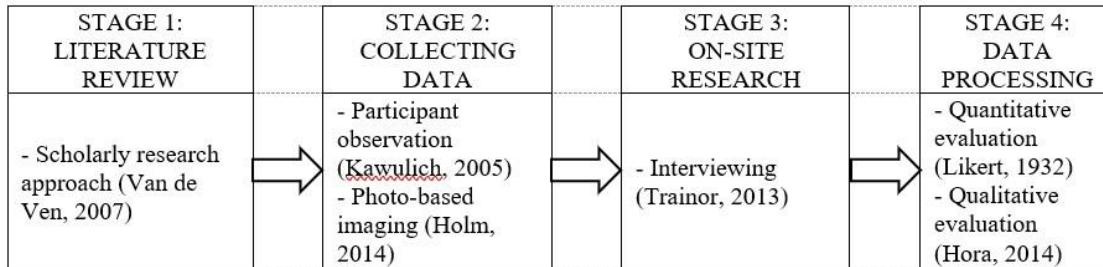 STAGE 1:
LITERATURE
REVIEW
STAGE 2:
COLLECTING
DATA
STAGE 3:
ON-SITE
RESEARCH
STAGE 4:
DATA
PROCESSING
- Scholarly research
approach (Van de
Ven, 2007)
- Participant
observation
(Kawulich, 2005)
- Photo-based
imaging (Holm,
2014)
- Interviewing
(Trainor, 2013)
- Quantitative
evaluation
(Likert, 1932)
- Qualitative
evaluation
(Hora, 2014)